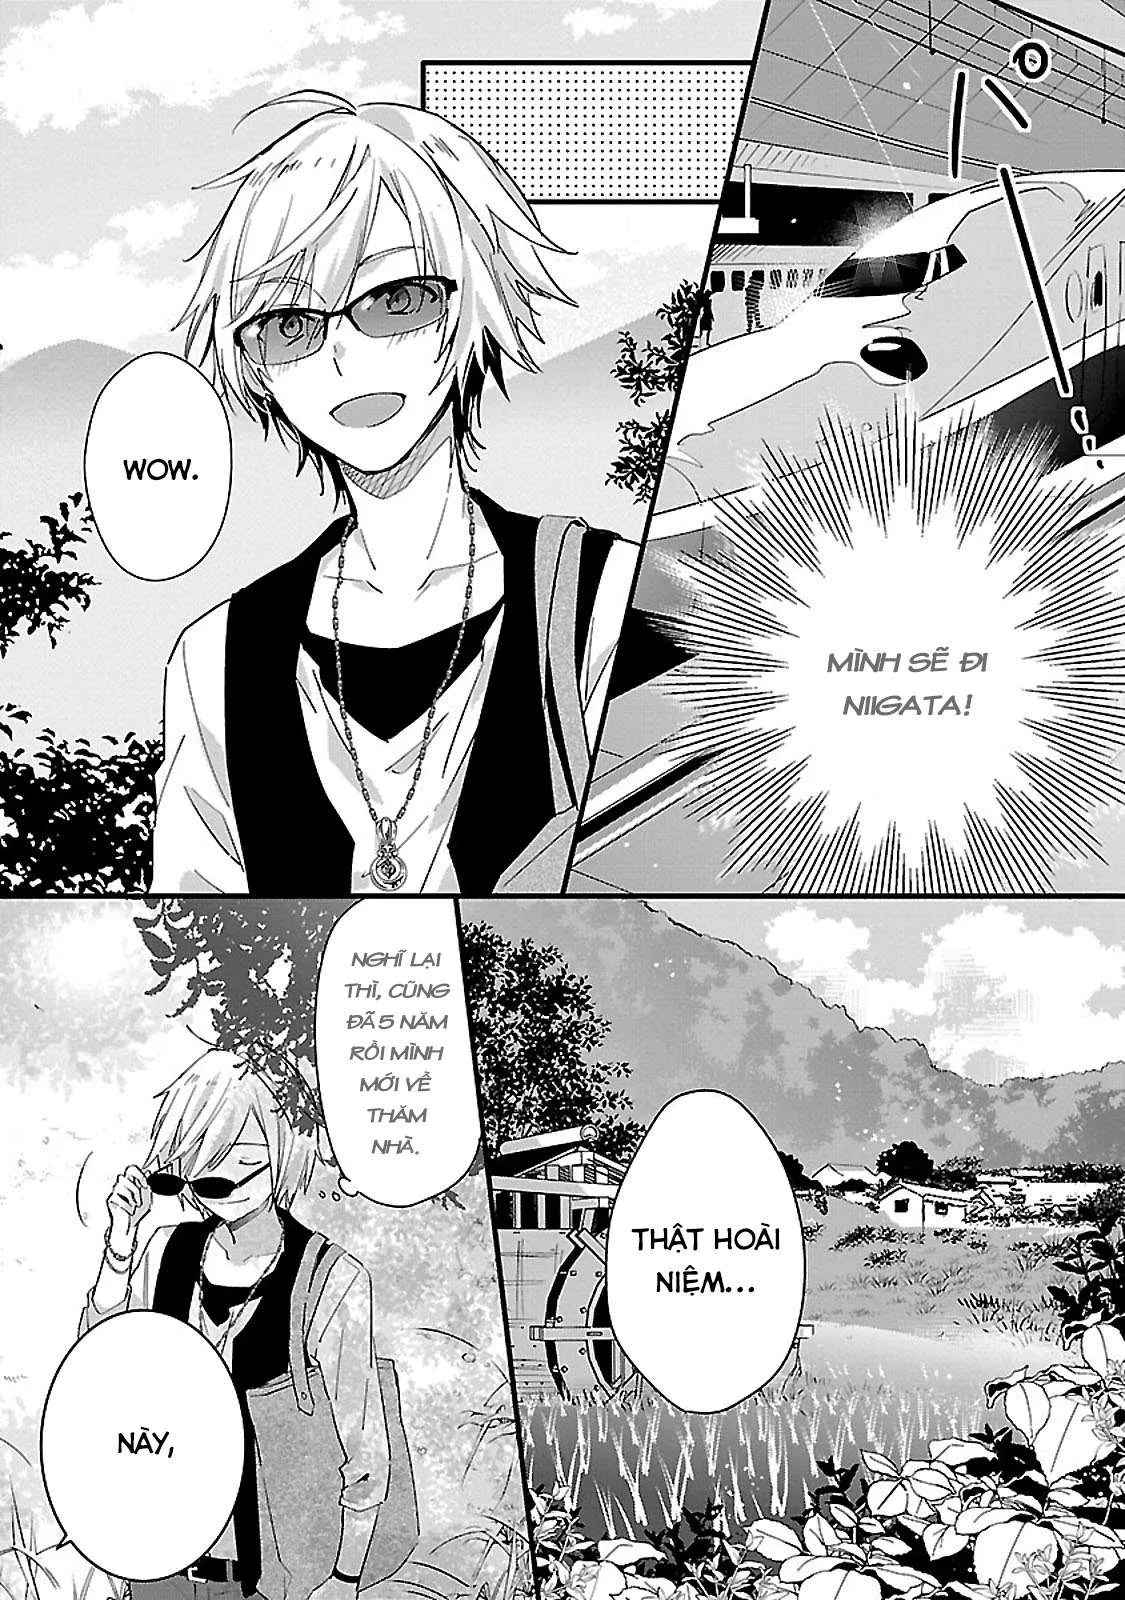 MÌNH SẼ ĐI
NIIGATA!
WOW.
THẬT HOÀI
NIỆM...
NGHĨ LẠI
THÌ, CŨNG
ĐÃ 5 NĂM
RỒI MÌNH
MỚI VỀ
THĂM
NHÀ.
NÀY,